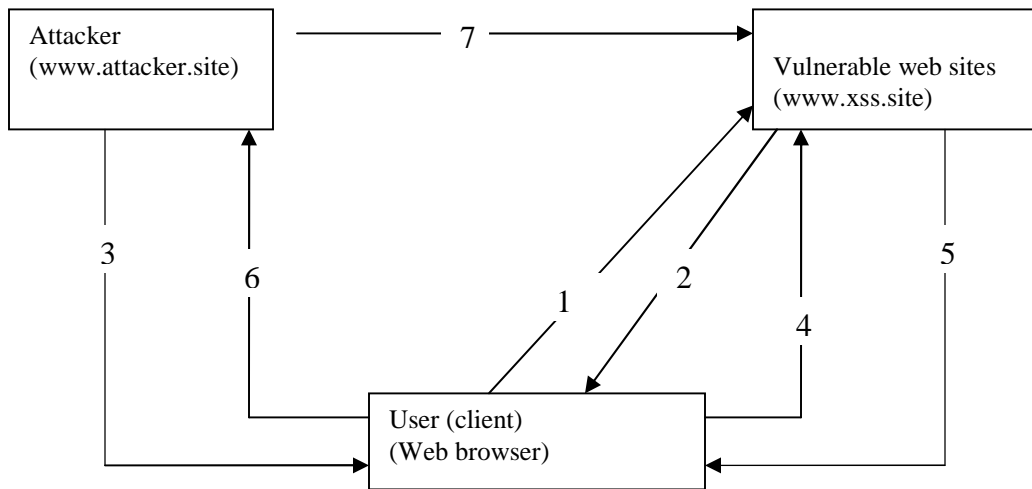 Attacker
(www.attacker.site)
7
Vulnerable web sites
(www.xss.site)
3
6
1
2
4
5
User (client)
(Web browser)